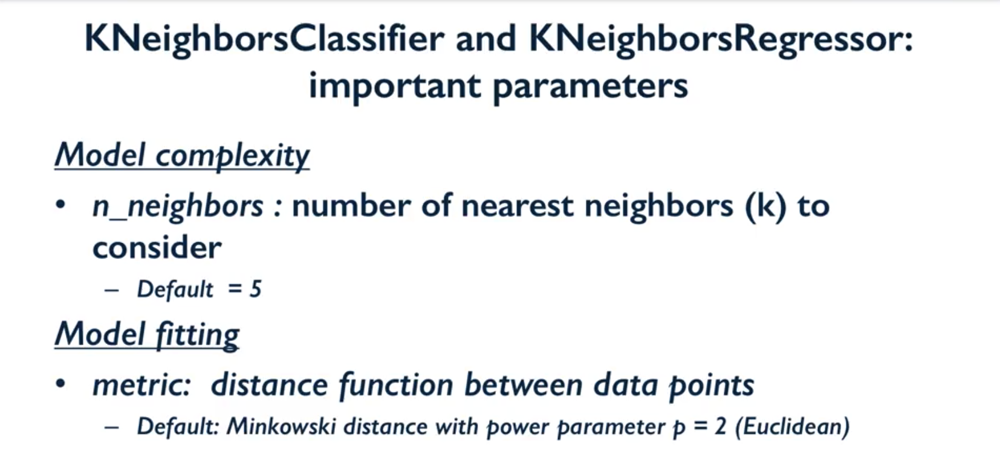 KNeighborsClassifier and KNeighborsRegressor:
important parameters
Model complexity
• n_neighbors : number of nearest neighbors (k) to
consider
– Default = 5
Model fitting
• metric: distance function between data points
– Default: Minkowski distance with power parameter p = 2 (Euclidean)